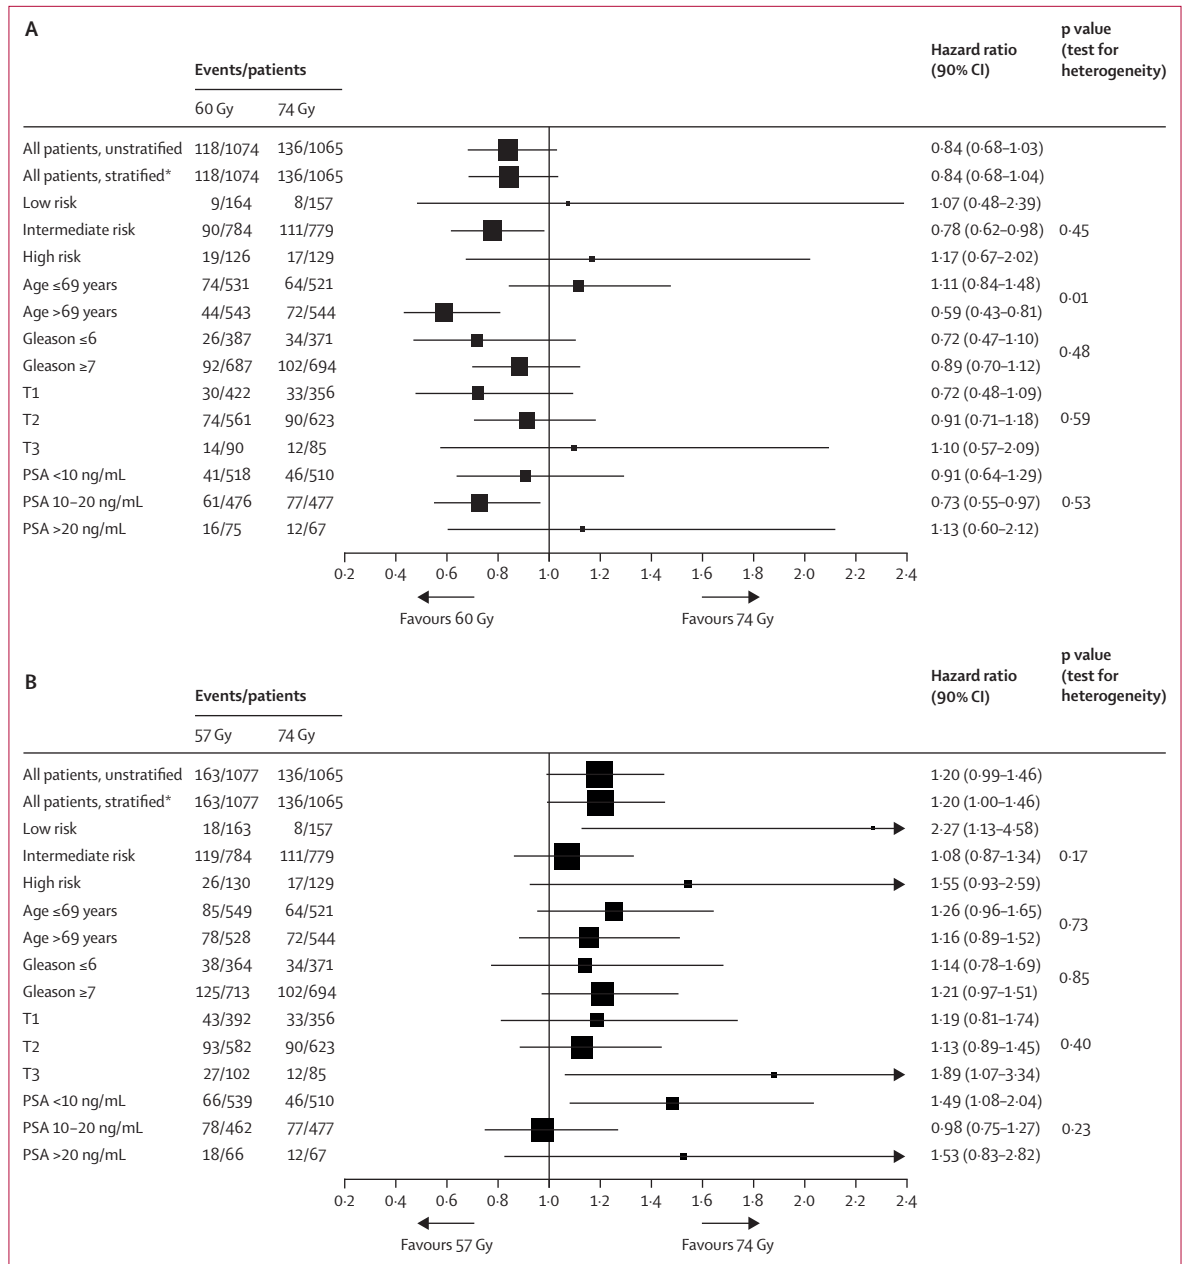 A
Events/patients
Hazard ratio (90% CI)
p value (test for heterogeneity)
60 Gy 74 Gy
All patients, unstratified 118/1074 136/1065 0·84 (0·68–1·03)
All patients, stratified* 118/1074 136/1065 0·84 (0·68–1·04)
Low risk 9/164 8/157 1·07 (0·48–2·39)
Intermediate risk 90/784 111/779 0·78 (0·62–0·98) 0·45
High risk 19/126 17/129 1·17 (0·67–2·02)
Age ≤69 years 74/531 64/521 1·11 (0·84–1·48)
0·01
Age >69 years 44/543 72/544 0·59 (0·43–0·81)
Gleason ≤6 26/387 34/371 0·72 (0·47–1·10)
0·48
Gleason ≥7 92/687 102/694 0·89 (0·70–1·12)
T1 30/422 33/356 0·72 (0·48–1·09)
T2 74/561 90/623 0·91 (0·71–1·18) 0·59
T3 14/90 12/85 1·10 (0·57–2·09)
PSA <10 ng/mL 41/518 46/510 0·91 (0·64–1·29)
PSA 10–20 ng/mL 61/476 77/477 0·73 (0·55–0·97) 0·53
PSA >20 ng/mL 16/75 12/67 1·13 (0·60–2·12)
0·2 0·4 0·6 0·8 1·0 1·2 1·4 1·6 1·8 2·0 2·2 2·4
Favours 60 Gy Favours 74 Gy
B
Events/patients
Hazard ratio (90% CI)
p value (test for heterogeneity)
57 Gy 74 Gy
All patients, unstratified 163/1077 136/1065 1·20 (0·99–1·46)
All patients, stratified* 163/1077 136/1065 1·20 (1·00–1·46)
Low risk 18/163 8/157 2·27 (1·13–4·58)
Intermediate risk 119/784 111/779 1·08 (0·87–1·34) 0·17
High risk 26/130 17/129 1·55 (0·93–2·59)
Age ≤69 years 85/549 64/521 1·26 (0·96–1·65)
0·73
Age >69 years 78/528 72/544 1·16 (0·89–1·52)
Gleason ≤6 38/364 34/371 1·14 (0·78–1·69)
0·85
Gleason ≥7 125/713 102/694 1·21 (0·97–1·51)
T1 43/392 33/356 1·19 (0·81–1·74)
T2 93/582 90/623 1·13 (0·89–1·45) 0·40
T3 27/102 12/85 1·89 (1·07–3·34)
PSA <10 ng/mL 66/539 46/510 1·49 (1·08–2·04)
PSA 10–20 ng/mL 78/462 77/477 0·98 (0·75–1·27) 0·23
PSA >20 ng/mL 18/66 12/67 1·53 (0·83–2·82)
0·2 0·4 0·6 0·8 1·0 1·2 1·4 1·6 1·8 2·0 2·2 2·4
Favours 57 Gy Favours 74 Gy